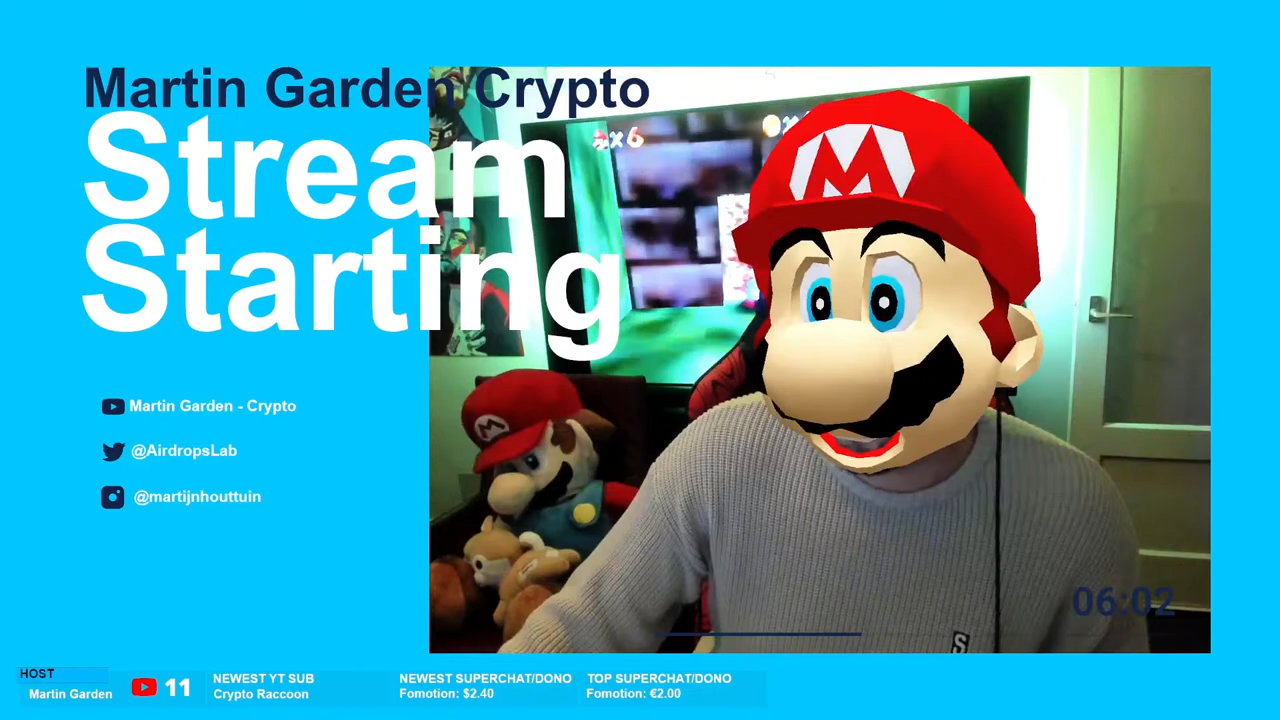 Martin Garden Crypto
Stream
Starting
x6
M
Martin Garden - Crypto
@AirdropsLab
@martijnhouttuin
M
06:02
S
HOST
Martin Garden
11
NEWEST YT SUB
Crypto Raccoon
NEWEST SUPERCHAT/DONO
Fomotion: $2.40
TOP SUPERCHAT/DONO
Fomotion: €2.00